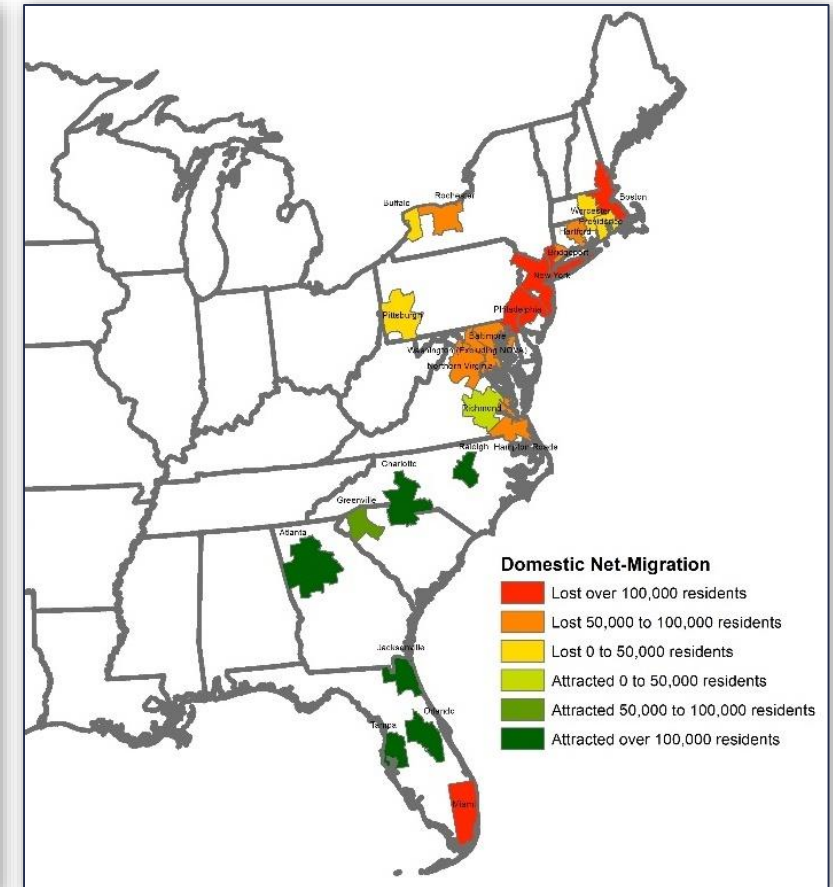 Rochester
Buffalo
Boston
Worcester
Providence
Hartford
Bridgeport
New York
Pittsburgh
Philadelphia
Baltimore
Washington (Excluding NOVA)
Northern Virginia
Richmond
Raleigh
Hampton Roads
Charlotte
Greenville
Atlanta
Domestic Net-Migration
Lost over 100,000 residents
Lost 50,000 to 100,000 residents
Lost 0 to 50,000 residents
Attracted 0 to 50,000 residents
Attracted 50,000 to 100,000 residents
Attracted over 100,000 residents
Jacksonville
Orlando
Tampa
Miami